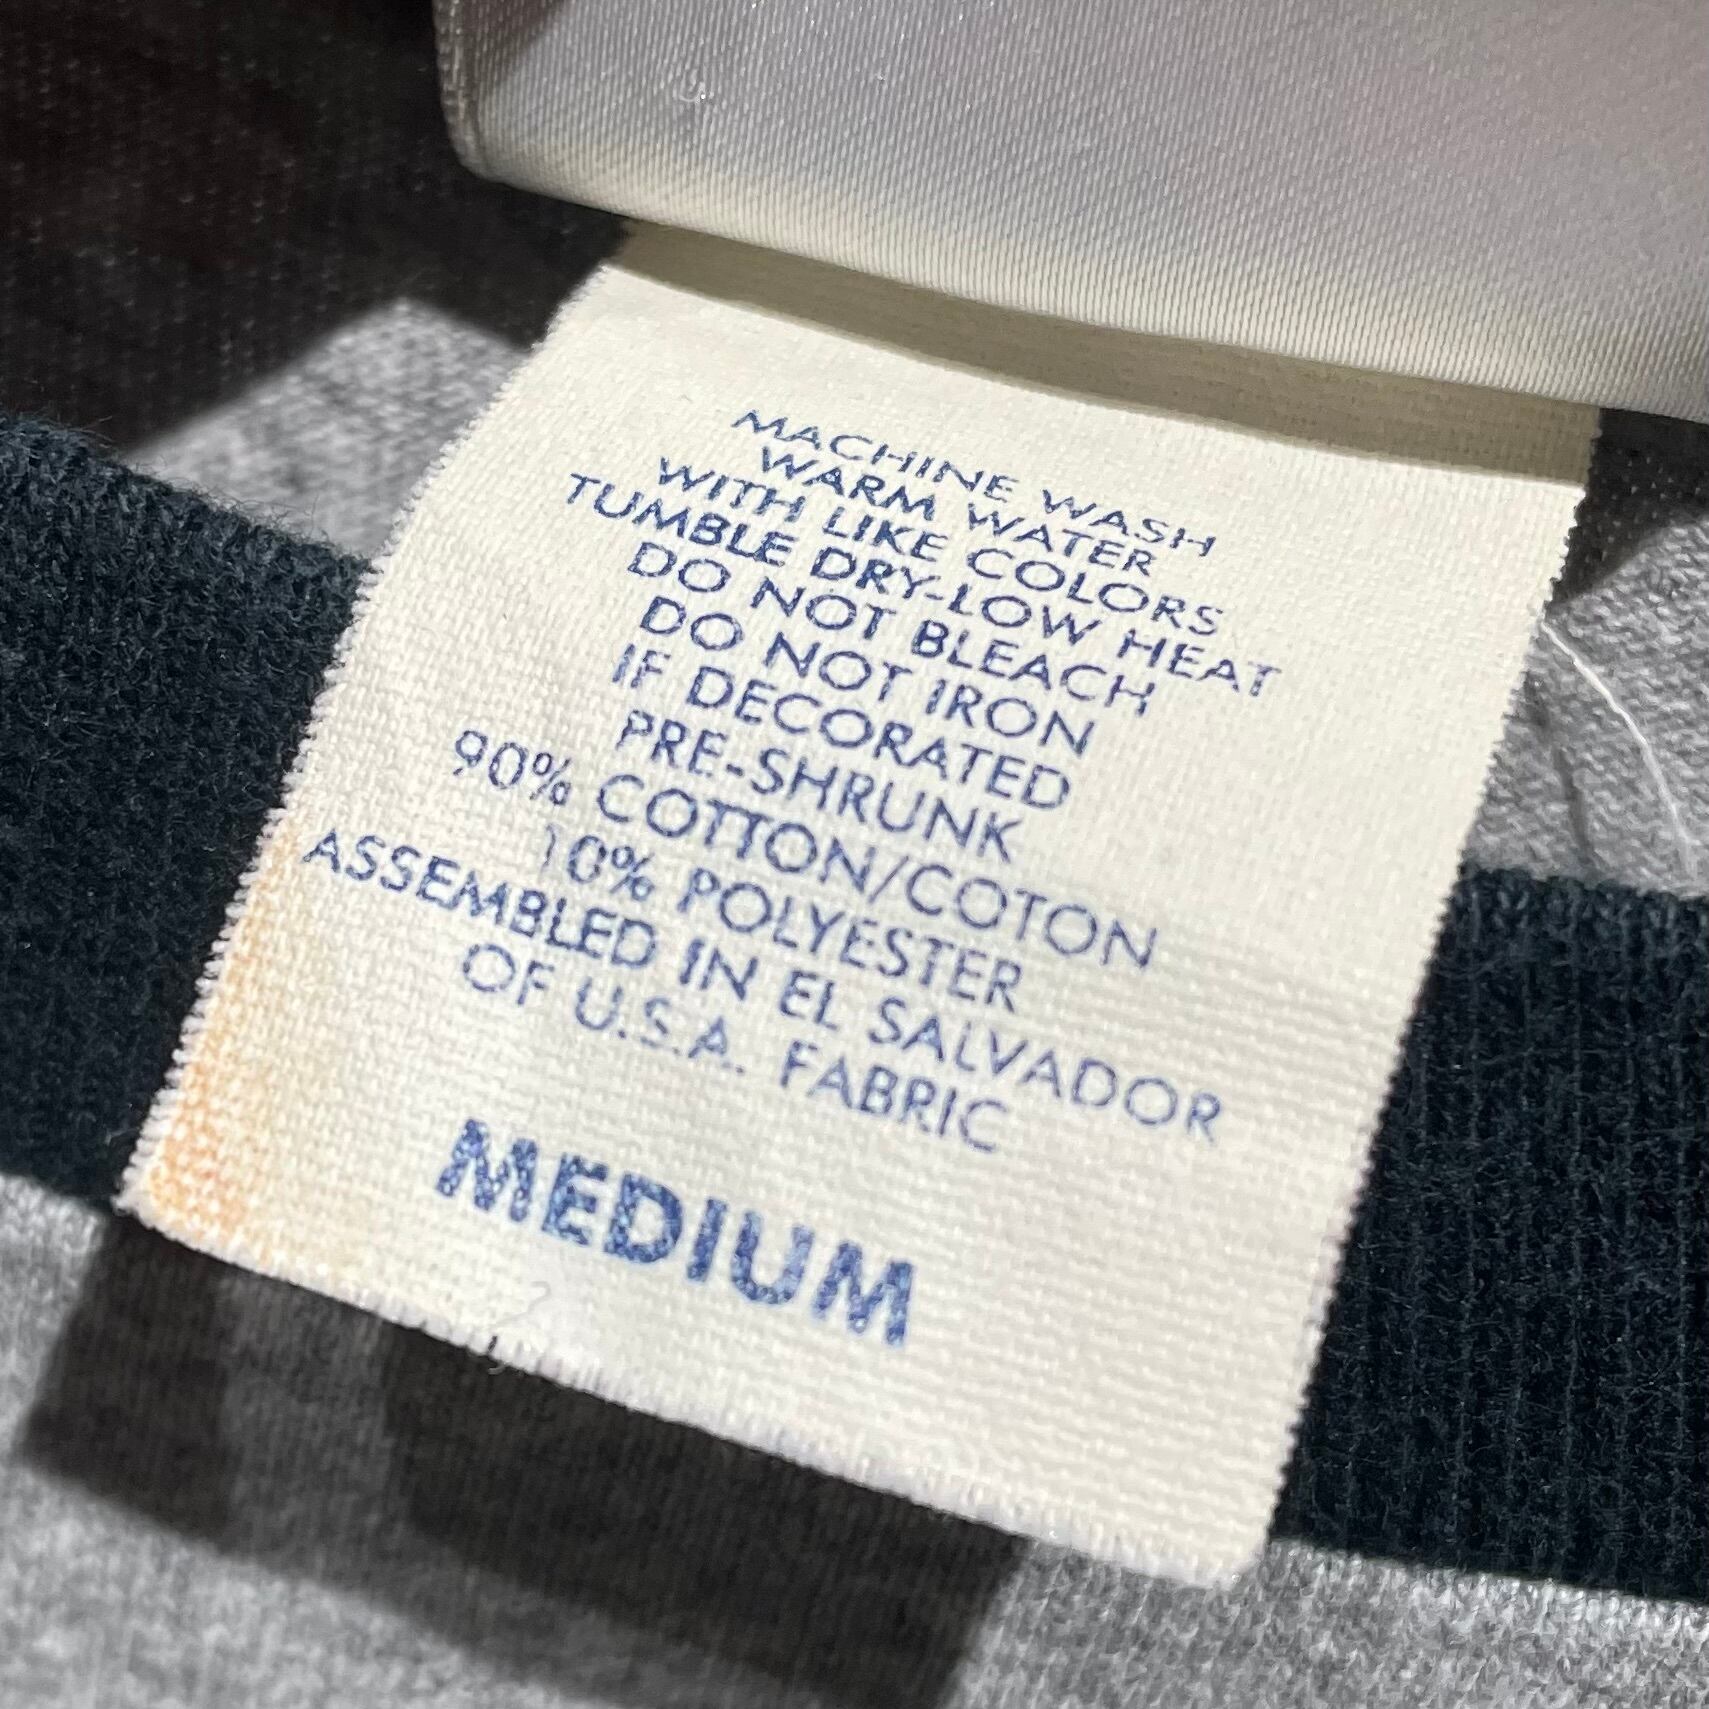 MACHINE WASH
WARM WATER
WITH LIKE COLORS
TUMBLE DRY-LOW HEAT
DO NOT BLEACH
DO NOT IRON
IF DECORATED
PRE-SHRUNK
90% COTTON/COTON
10% POLYESTER
ASSEMBLED IN EL SALVADOR
OF U.S.A. FABRIC
MEDIUM